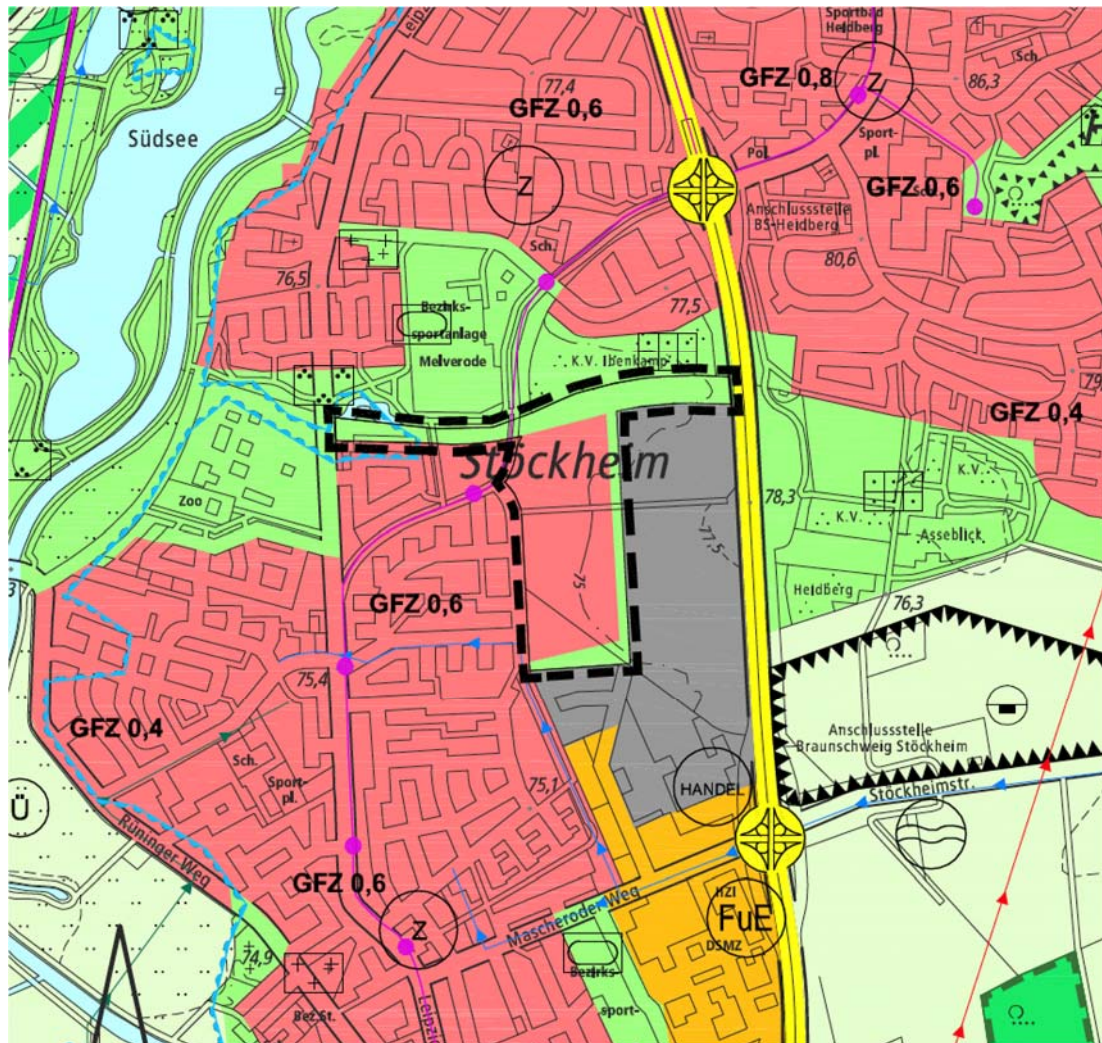 Leipzig
Sportbad
Heidberg
Sch.
86,3
77,4
GFZ 0,8
Z
GFZ 0,6
Südsee
Sport-
pl.
Pol.
Z
GFZ 0,6
Anschlussstelle
BS-Heidberg
Sch.
80,6
76,5
77,5
Bezirks-
sportanlage
Melverode
K.V. Ibenkamp
GFZ 0,4
Stöckheim
K.V.
78,3
Zoo
K.V.
Asseblick
77,5
Heidberg
75
76,3
GFZ 0,6
75,4
GFZ 0,4
Anschlussstelle
Braunschweig Stöckheim
Sch.
Sport-
pl.
75,1
HANDEL
Stöckheimstr.
Ü
Rüninger Weg
GFZ 0,6
HZI
Mascheroder Weg
FuE
Z
DSMZ
74,9
Bezirks-
sport-
Bez.St.